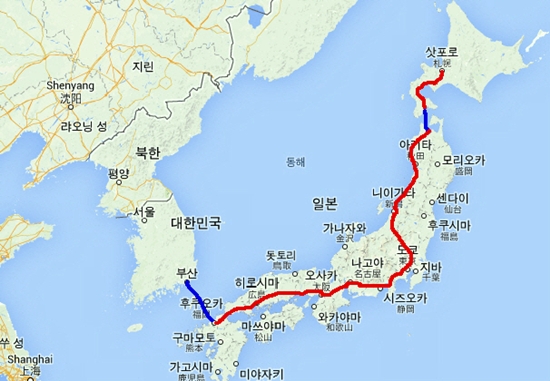 삿포로
札幌
지린
Shenyang
沈阳
랴오닝 성
아키타
秋田
모리오카
盛岡
북한
평양
동해
니이가타
新潟
센다이
仙台
일본
서울
대한민국
후쿠시마
福島
가나자와
金沢
도쿄
東京
나고야
名古屋
지바
千葉
돗토리
鳥取
부산
히로시마
広島
오사카
大阪
시즈오카
静岡
후쿠오카
福岡
마쓰야마
松山
와카야마
和歌山
구마모토
熊本
쑤 성
Shanghai
上海
가고시마
鹿児島
미야자키